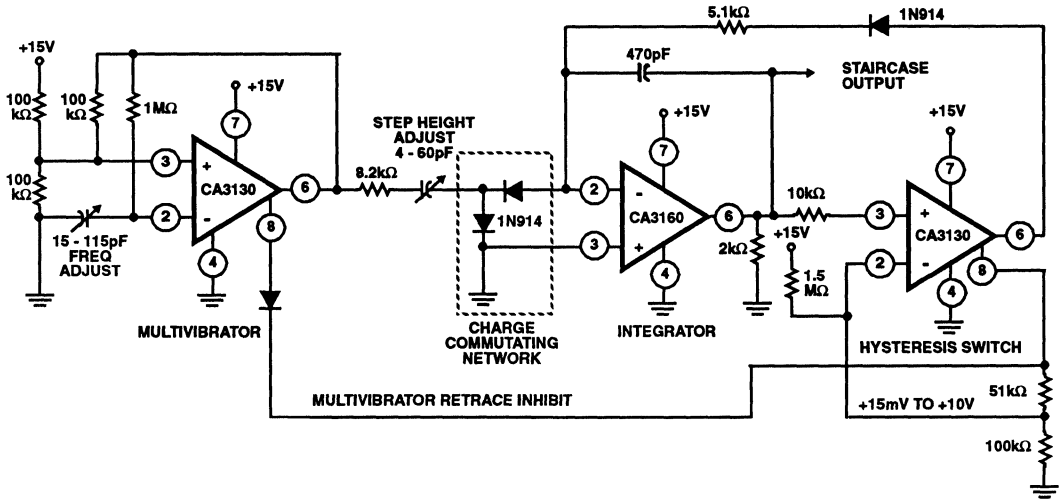 5.1kΩ
1N914
+15V
470pF
STAIRCASE
OUTPUT
100
kΩ
100
kΩ
1MΩ
+15V
7
STEP HEIGHT
ADJUST
4 - 60pF
+15V
7
+15V
7
3
+
CA3130
6
8.2kΩ
100
kΩ
2
-
8
1N914
2
-
CA3160
6
10kΩ
3
+
CA3130
6
15 - 115pF
FREQ
ADJUST
4
3
+
4
2kΩ
+15V
1.5
MΩ
2
-
8
4
MULTIVIBRATOR
CHARGE
COMMUTATING
NETWORK
INTEGRATOR
HYSTERESIS SWITCH
MULTIVIBRATOR RETRACE INHIBIT
+15mV TO +10V
51kΩ
100kΩ